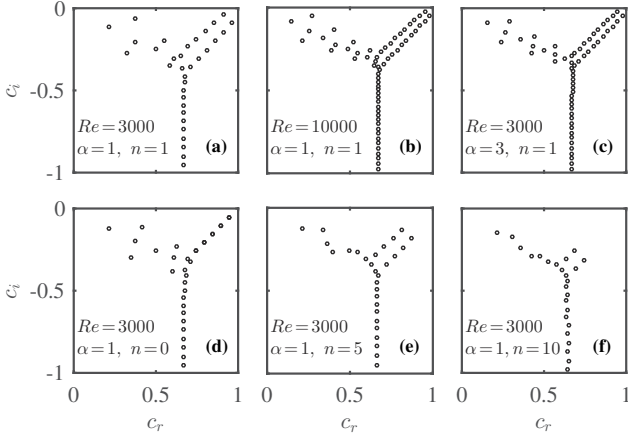 0
c_i
-0.5
Re=3000
α=1, n=1
(a)
-1
Re=10000
α=1, n=1
(b)
Re=3000
α=3, n=1
(c)
0
c_i
-0.5
Re=3000
α=1, n=0
(d)
-1
0
0.5
1
c_r
Re=3000
α=1, n=5
(e)
0
0.5
1
c_r
Re=3000
α=1, n=10
(f)
0
0.5
1
c_r